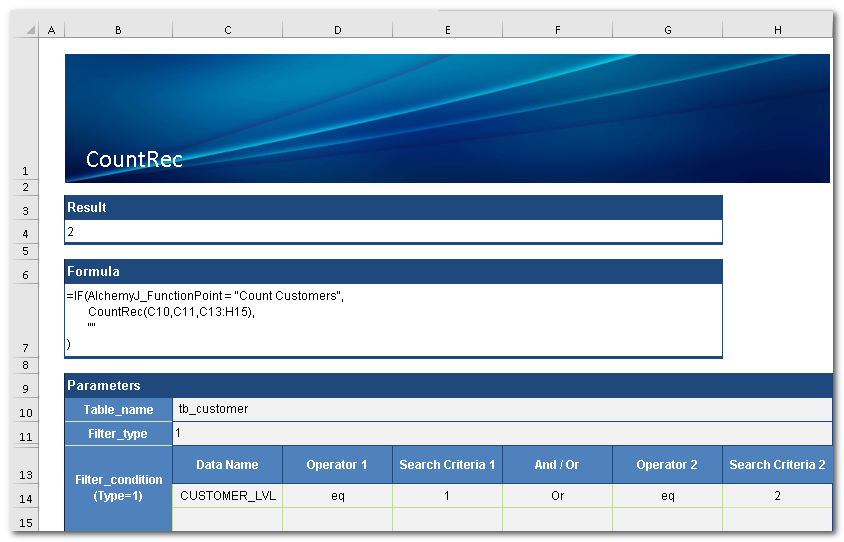 A B C D E F G H
1 CountRec
2
3 Result
4 2
5
6 Formula
=IF(AlchemyJ_FunctionPoint = "Count Customers",
CountRec(C10,C11,C13:H15),
""
7 )
8
9 Parameters
10 Table_name tb_customer
11 Filter_type 1
13 Filter_condition (Type=1) Data Name Operator 1 Search Criteria 1 And / Or Operator 2 Search Criteria 2
14 CUSTOMER_LVL eq 1 Or eq 2
15